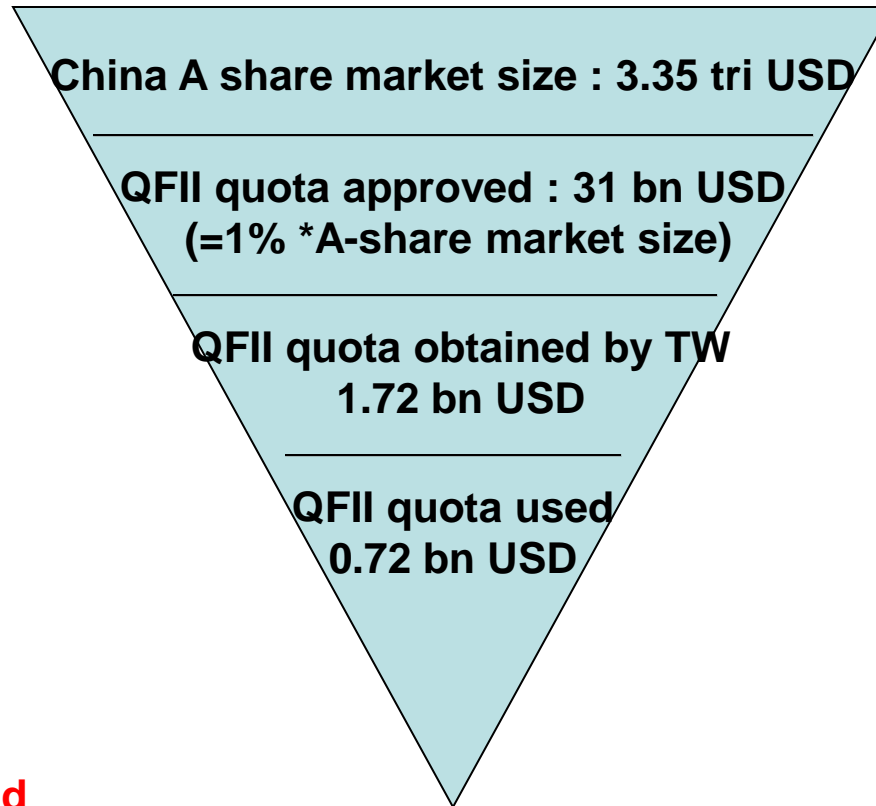 China A share market size : 3.35 tri USD
QFII quota approved : 31 bn USD
(=1% *A-share market size)
QFII quota obtained by TW
1.72 bn USD
QFII quota used
0.72 bn USD